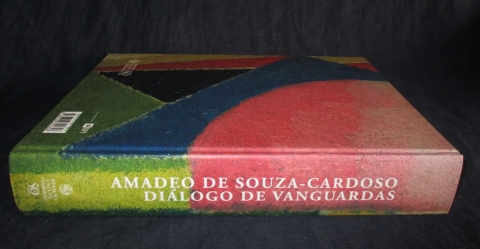 AMADEO DE SOUZA-CARDOSO
DIÁLOGO DE VANGUARDAS